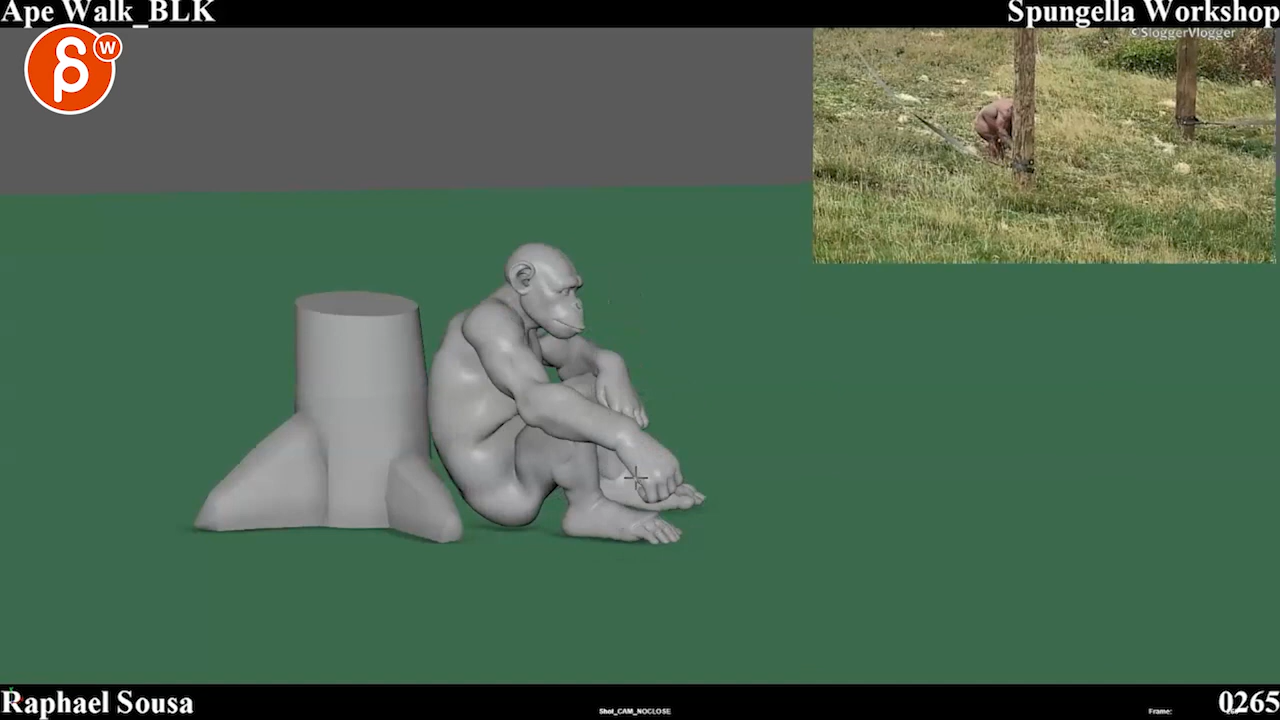 Ape Walk_BLK
Spungella Workshop
W
©SloggerVlogger
Raphael Sousa
Shot_CAM_NOCLOSE
Frame:
0265